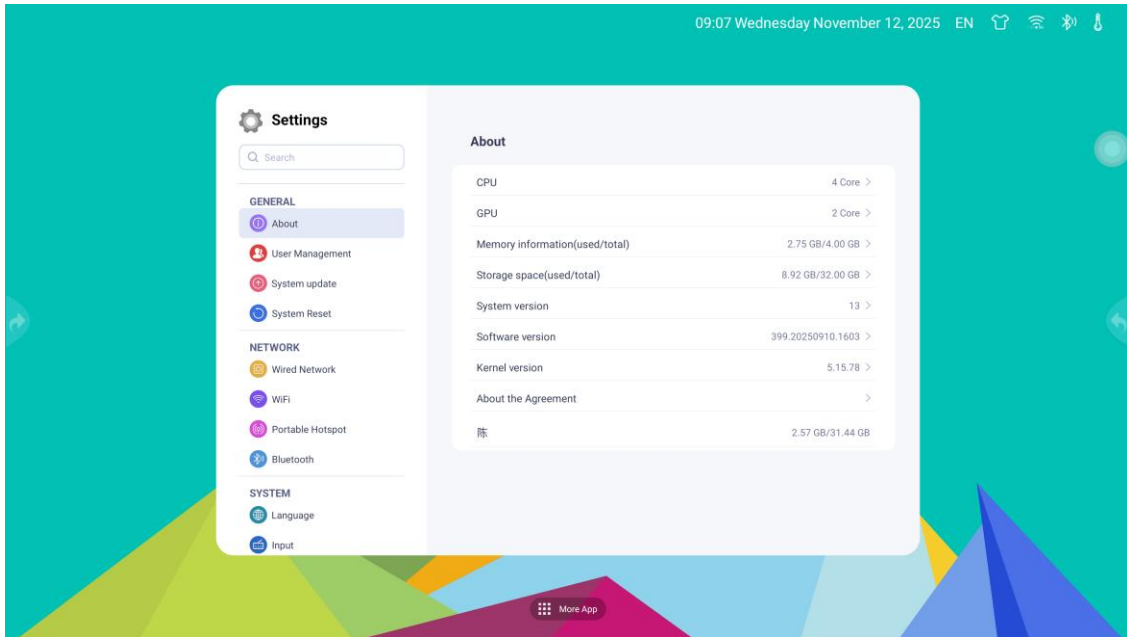 09:07 Wednesday November 12, 2025 EN
Settings
Search
GENERAL
About
User Management
System update
System Reset
NETWORK
Wired Network
WiFi
Portable Hotspot
Bluetooth
SYSTEM
Language
Input
About
CPU 4 Core
GPU 2 Core
Memory information(used/total) 2.75 GB/4.00 GB
Storage space(used/total) 8.92 GB/32.00 GB
System version 13
Software version 399.20250910.1603
Kernel version 5.15.78
About the Agreement
陈 2.57 GB/31.44 GB
More App